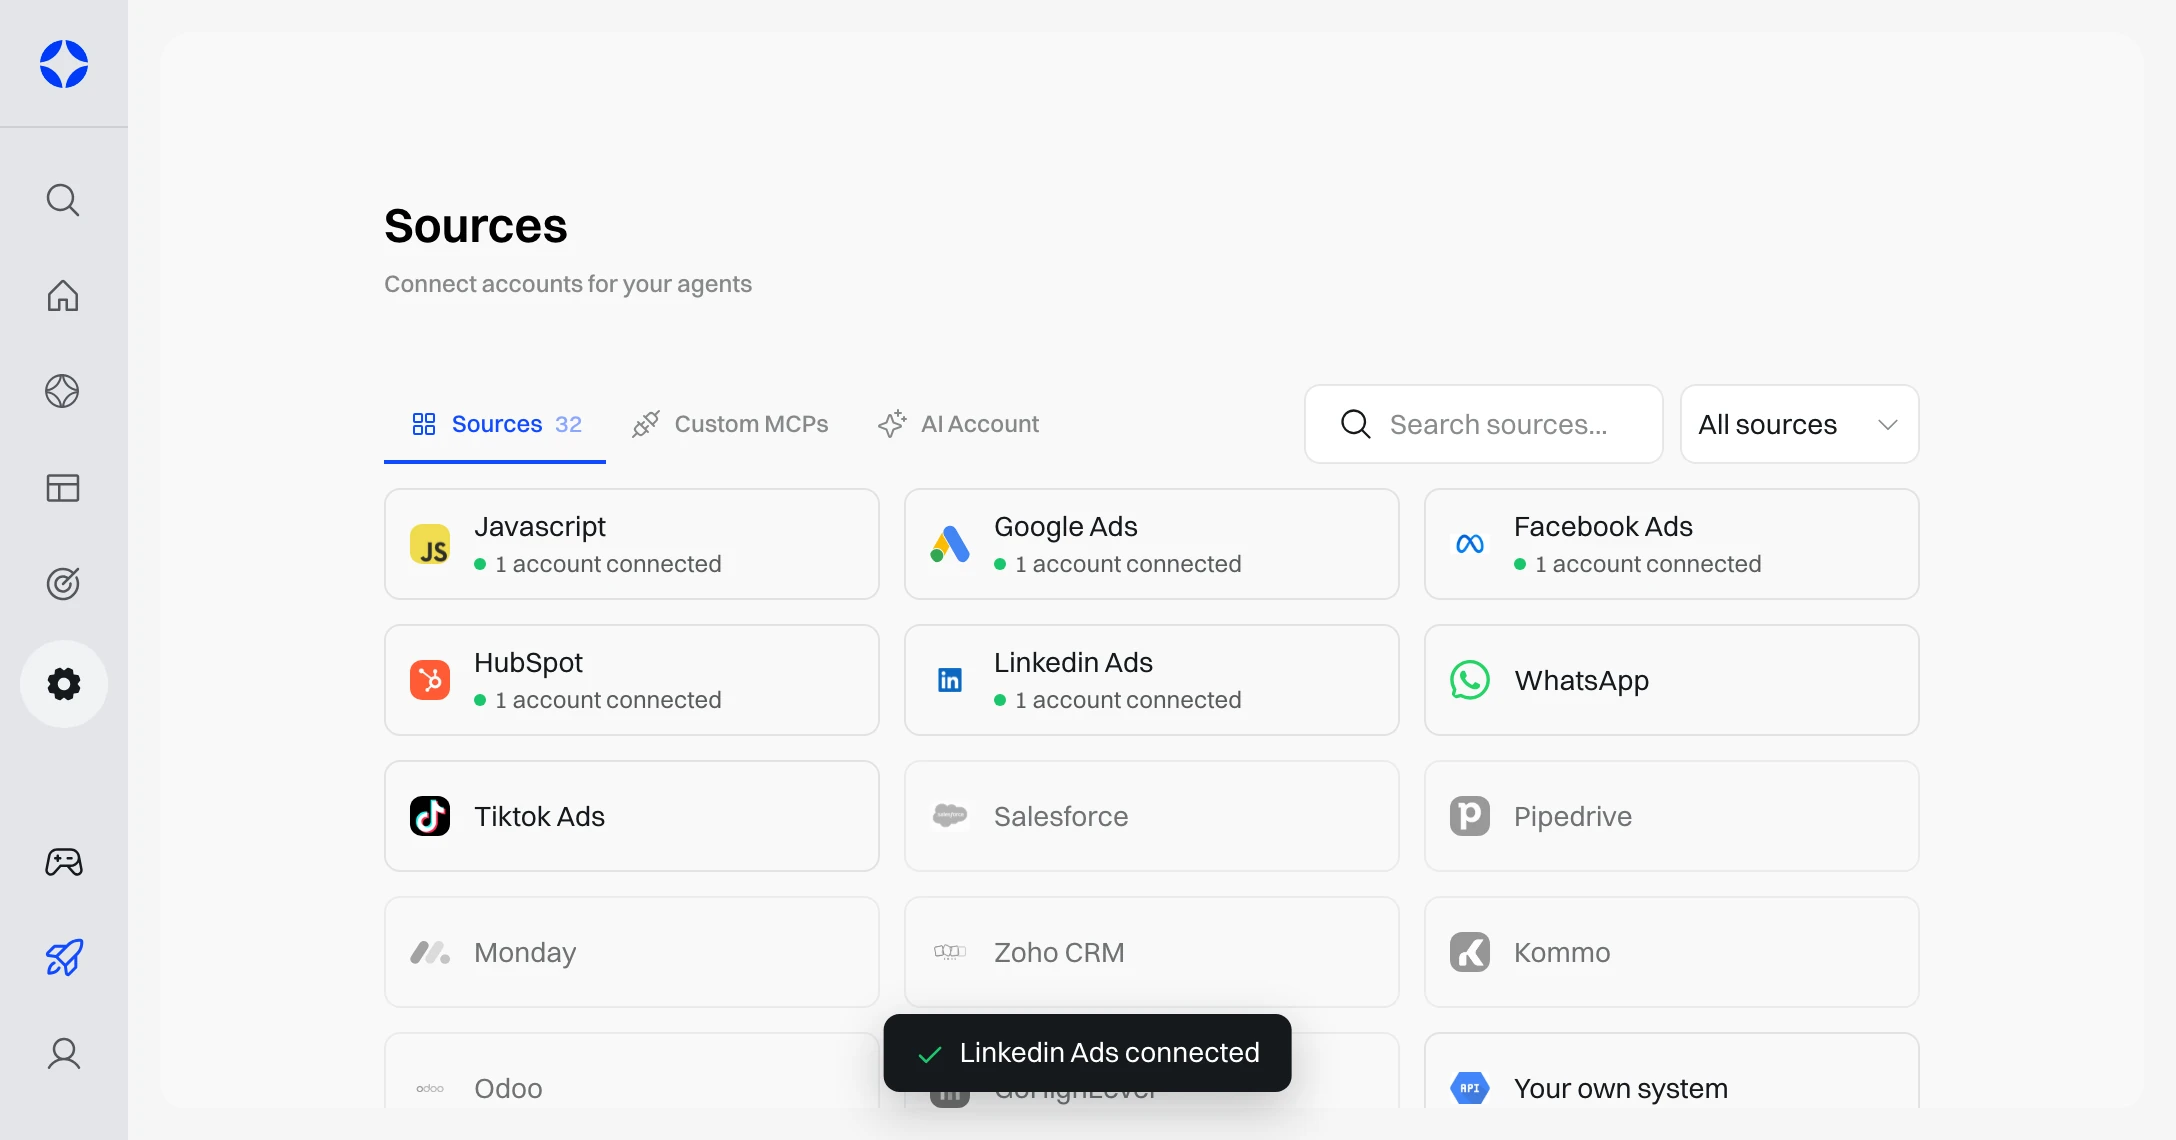 Sources
Connect accounts for your agents
Sources 32
Custom MCPs
AI Account
Search sources...
All sources
JS
Javascript
1 account connected
Google Ads
1 account connected
Facebook Ads
1 account connected
HubSpot
1 account connected
in
Linkedin Ads
1 account connected
WhatsApp
Tiktok Ads
salesforce
Salesforce
Pipedrive
Monday
Zoho CRM
Kommo
odoo
Odoo
GoHighLevel
API
Your own system
Linkedin Ads connected